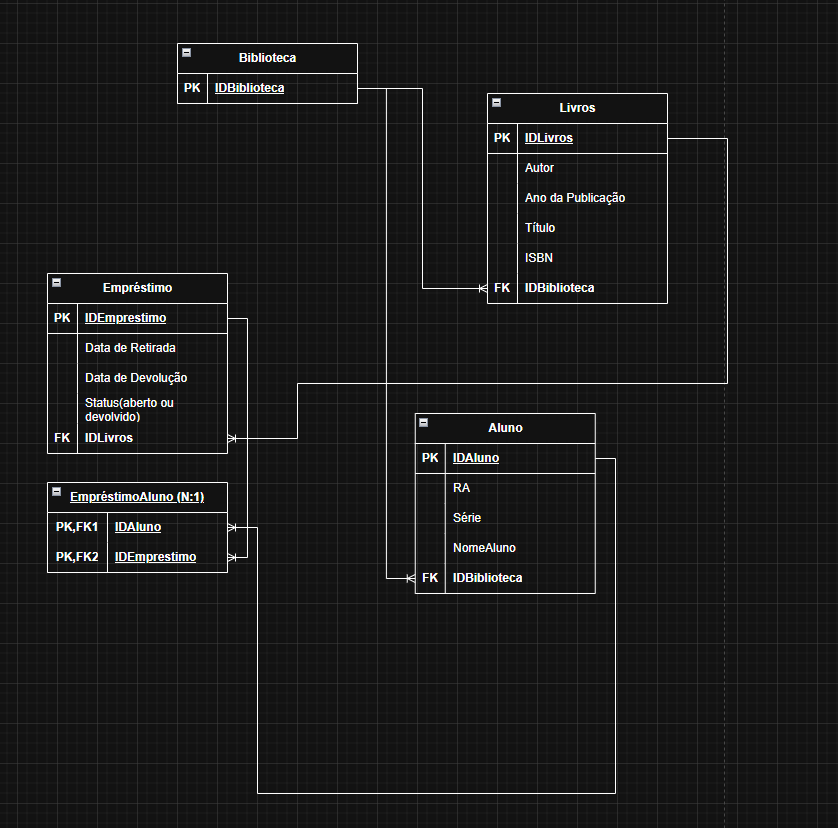 Biblioteca
PK IDBiblioteca
Livros
PK IDLivros
Autor
Ano da Publicação
Título
ISBN
FK IDBiblioteca
Empréstimo
PK IDEmprestimo
Data de Retirada
Data de Devolução
Status(aberto ou
devolvido)
FK IDLivros
Aluno
PK IDAluno
RA
Série
NomeAluno
FK IDBiblioteca
EmpréstimoAluno (N:1)
PK,FK1 IDAluno
PK,FK2 IDEmprestimo